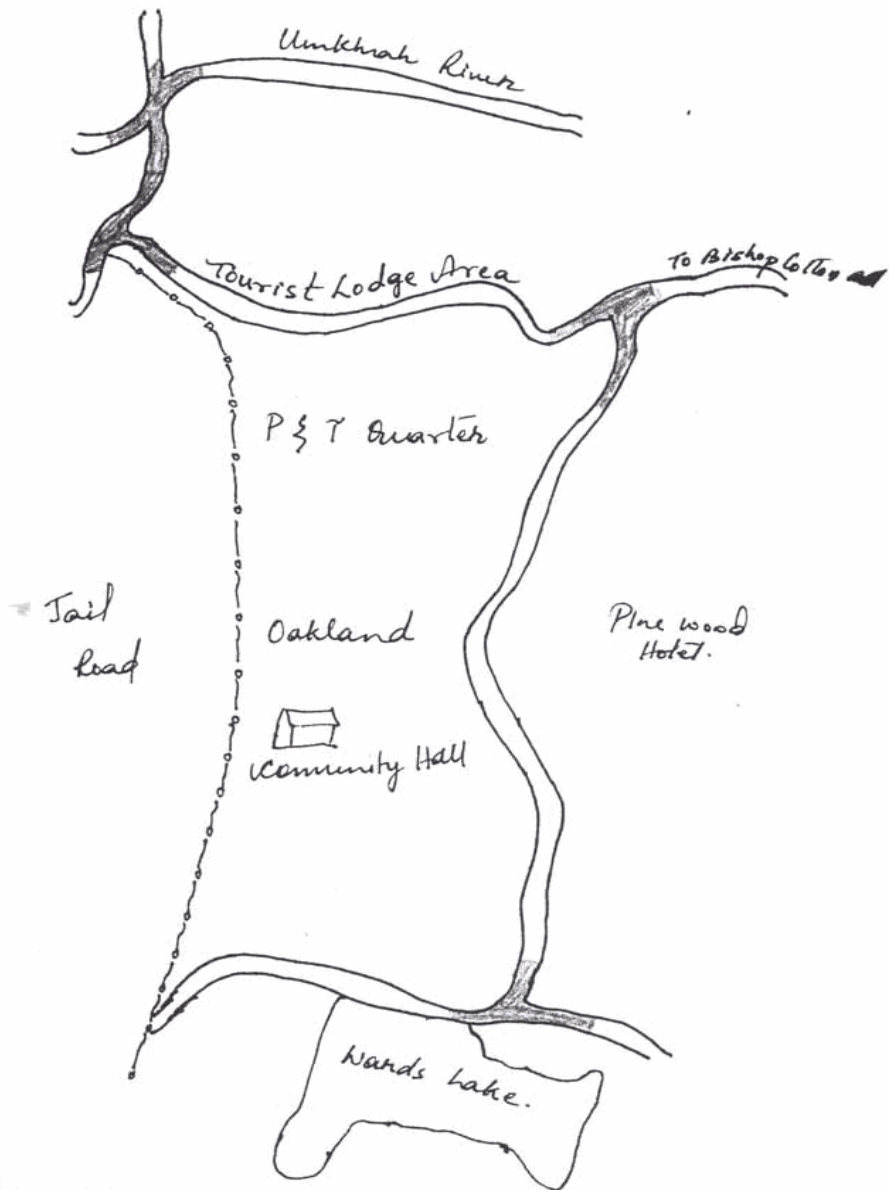 Umkhrah River
Tourist Lodge Area
To Bishop Cotton
P & T Quarter
Jail
Road
Oakland
Pine wood
Hotel.
Community Hall
Wards Lake.